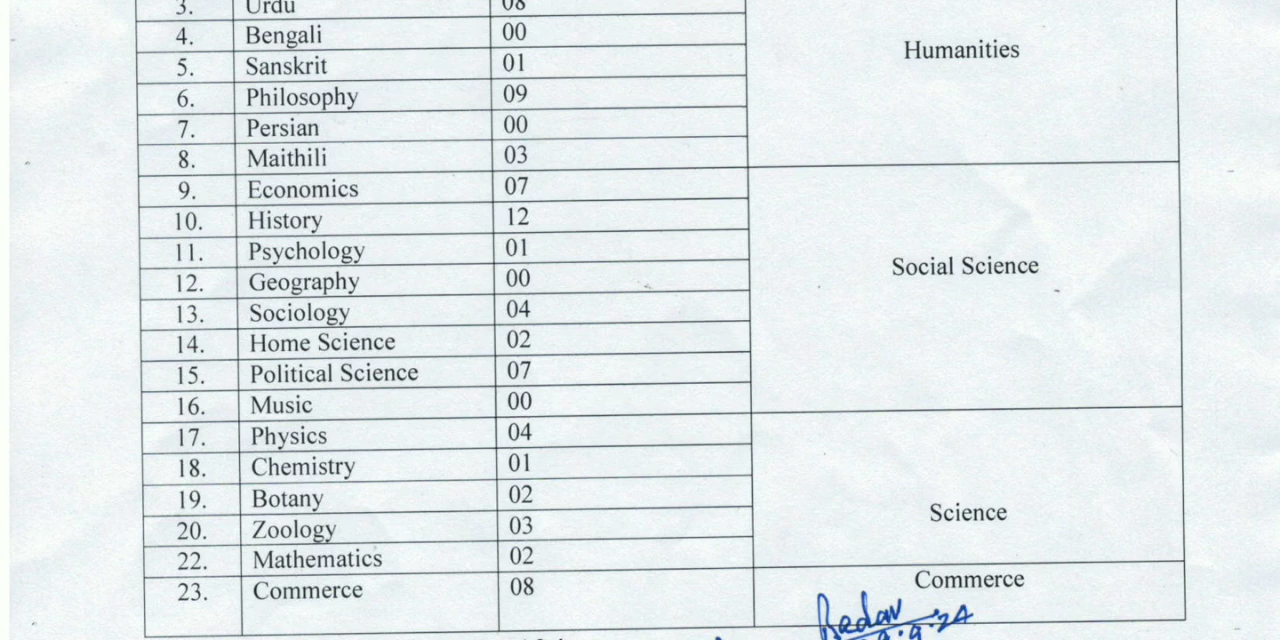 3. Urdu 08
4. Bengali 00
Humanities
5. Sanskrit 01
6. Philosophy 09
7. Persian 00
8. Maithili 03
9. Economics 07
10. History 12
11. Psychology 01
Social Science
12. Geography 00
13. Sociology 04
14. Home Science 02
15. Political Science 07
16. Music 00
17. Physics 04
18. Chemistry 01
19. Botany 02
Science
20. Zoology 03
22. Mathematics 02
23. Commerce 08
Commerce